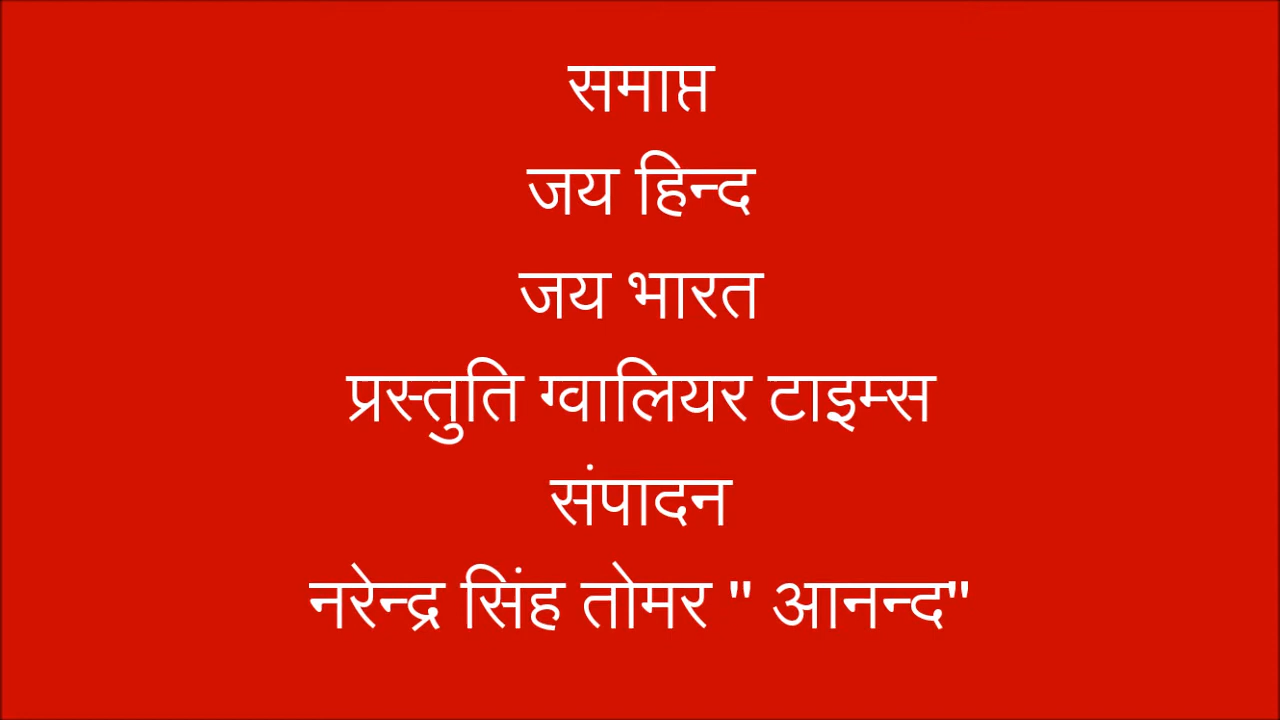 समाप्त
जय हिन्द
जय भारत
प्रस्तुति ग्वालियर टाइम्स
संपादन
नरेन्द्र सिंह तोमर " आनन्द"